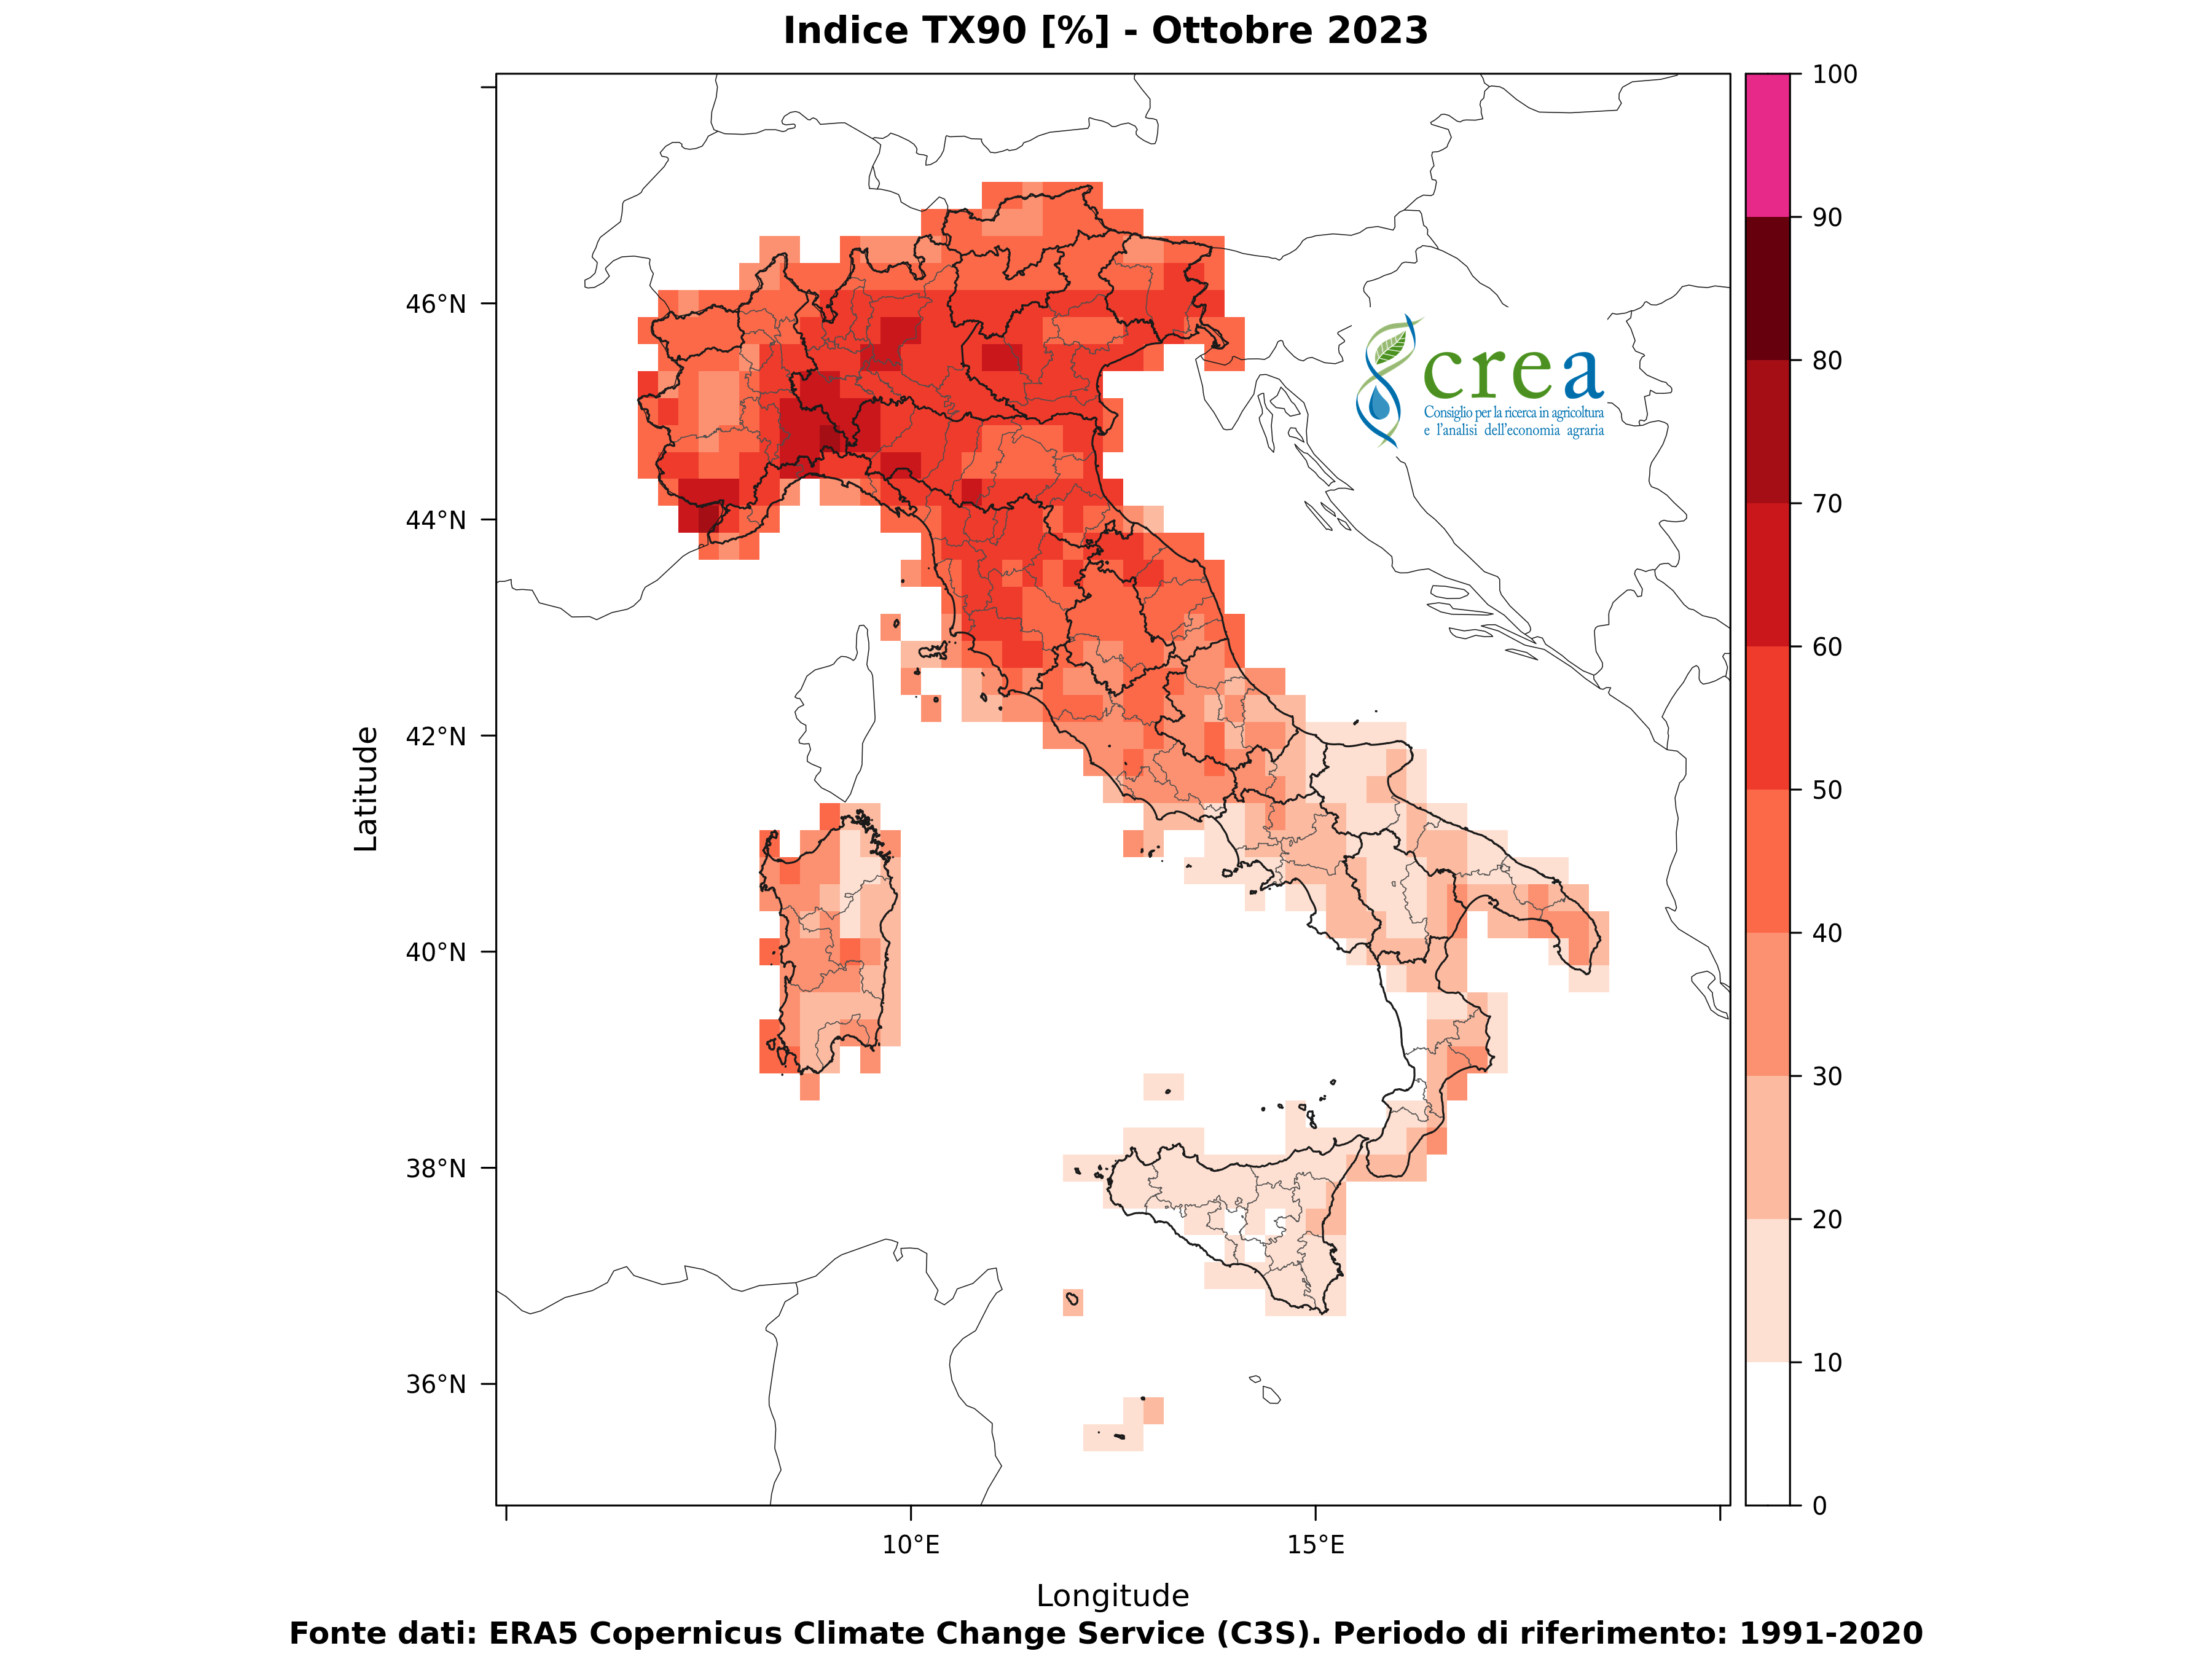 Indice TX90 [%] - Ottobre 2023
100
90
80
70
60
50
40
30
20
10
0
46°N
44°N
42°N
40°N
38°N
36°N
Latitude
crea
Consiglio per la ricerca in agricoltura
e l'analisi dell'economia agraria
10°E
15°E
Longitude
Fonte dati: ERA5 Copernicus Climate Change Service (C3S). Periodo di riferimento: 1991-2020